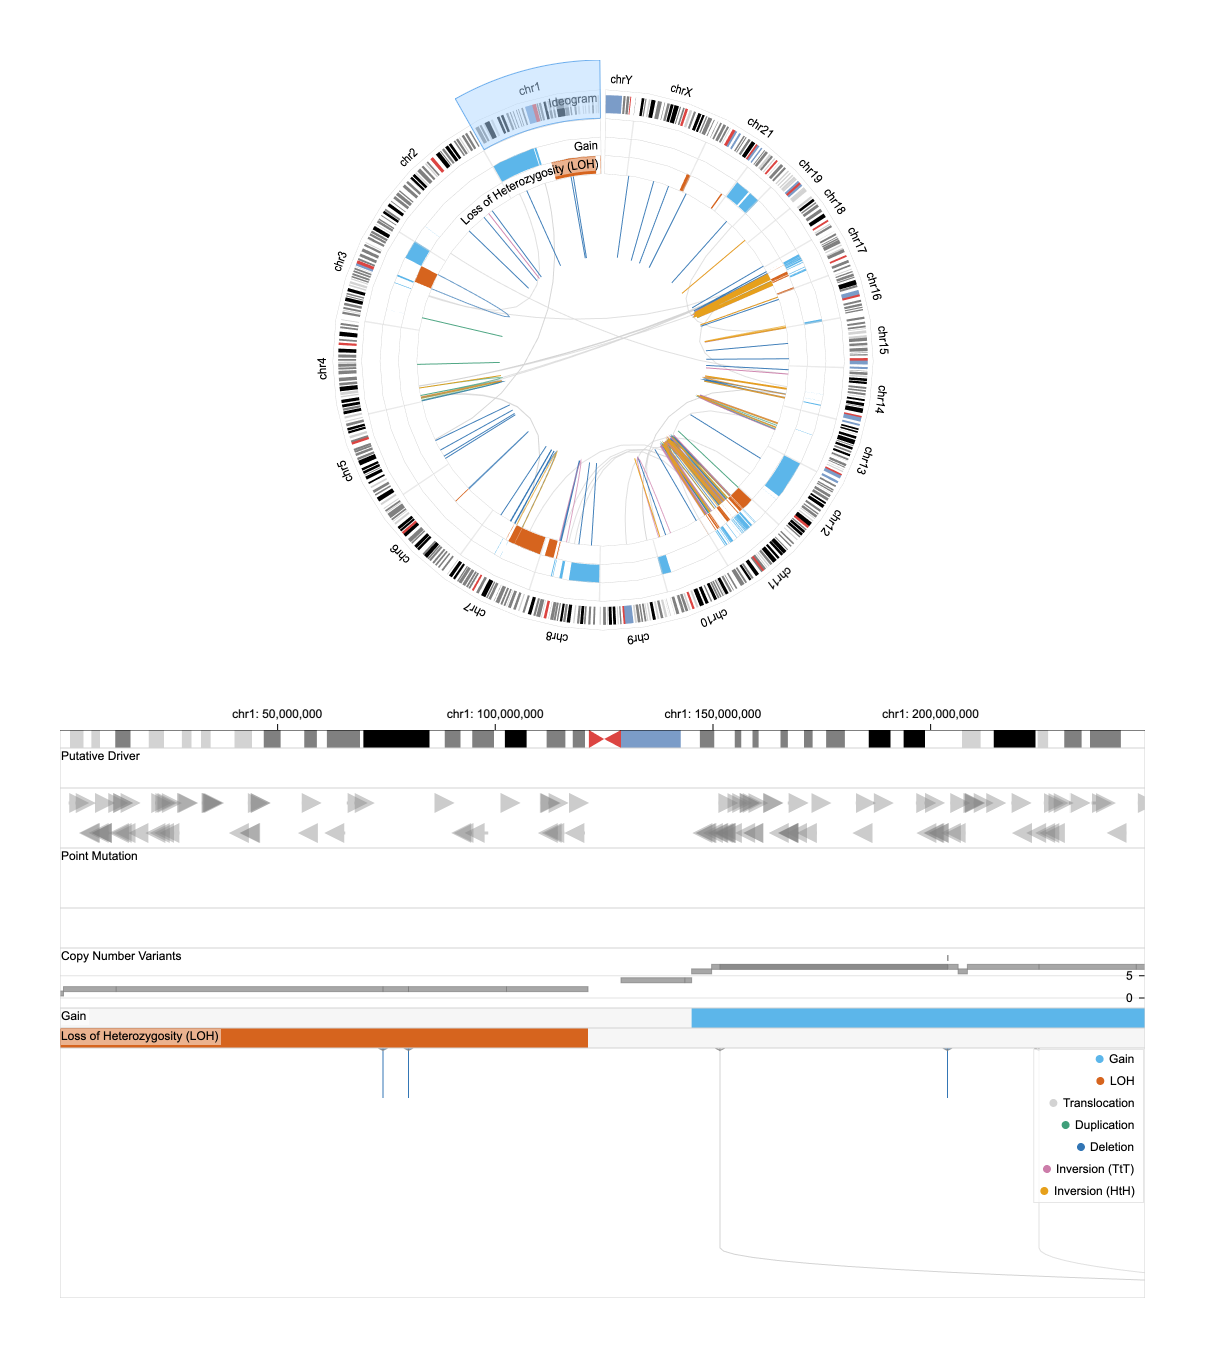 chrY
chrX
chr1
Ideogram
chr21
chr2
Gain
chr19
Loss of Heterozygosity (LOH)
chr18
chr17
chr3
chr16
chr15
chr4
chr14
chr13
chr5
chr12
chr6
chr11
chr7
chr10
chr8
chr9
chr1: 50,000,000
chr1: 100,000,000
chr1: 150,000,000
chr1: 200,000,000
Putative Driver
Point Mutation
Copy Number Variants
5
0
Gain
Loss of Heterozygosity (LOH)
Gain
LOH
Translocation
Duplication
Deletion
Inversion (TtT)
Inversion (HtH)